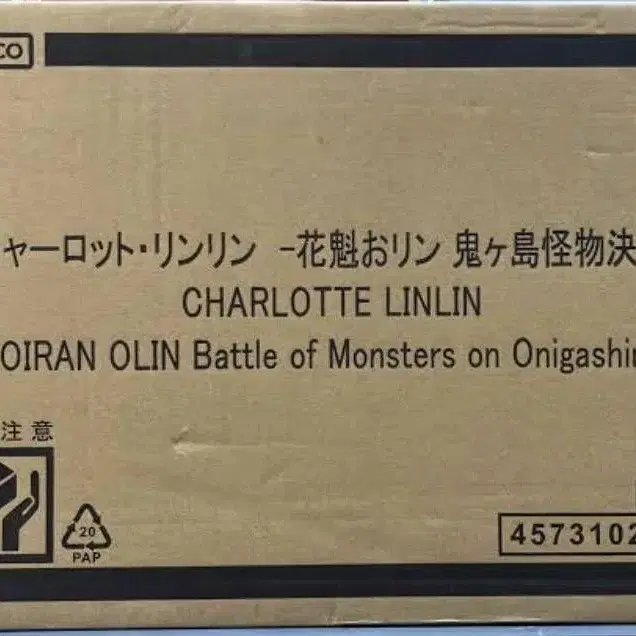 CO
ャーロット・リンリン -花魁おリン 鬼ヶ島怪物決
CHARLOTTE LINLIN
OIRAN OLIN Battle of Monsters on Onigashi
注 意
20
PAP
4573102